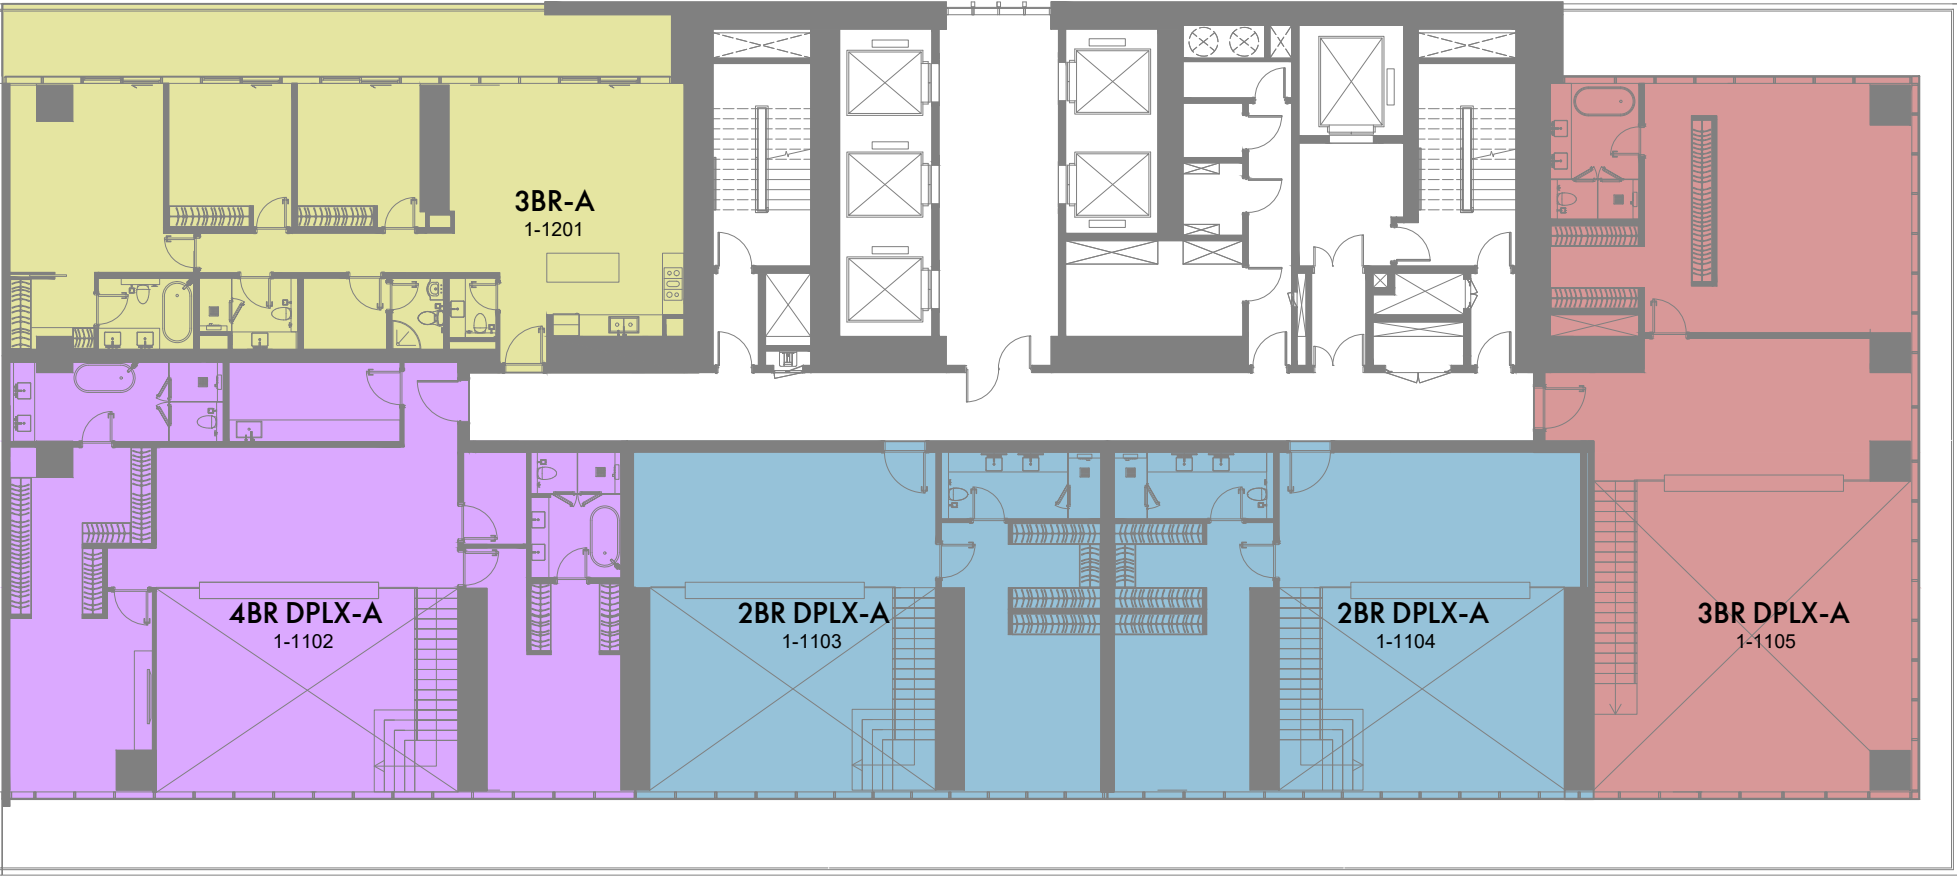 3BR-A
1-1201
4BR DPLX-A
1-1102
2BR DPLX-A
1-1103
2BR DPLX-A
1-1104
3BR DPLX-A
1-1105